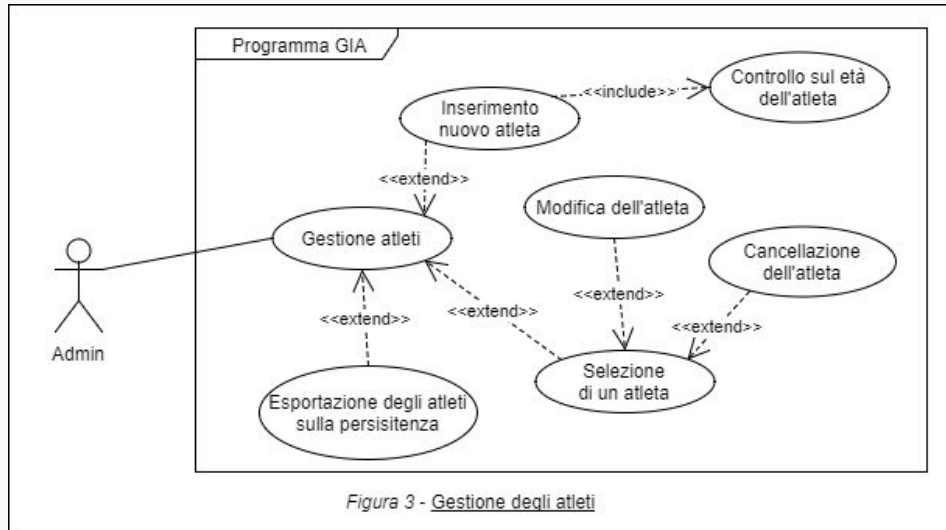 Programma GIA
Inserimento
nuovo atleta
<<include>>
Controllo sul età
dell'atleta
<<extend>>
Gestione atleti
Modifica dell'atleta
Cancellazione
dell'atleta
<<extend>>
<<extend>>
<<extend>>
<<extend>>
Admin
Esportazione degli atleti
sulla persisitenza
Selezione
di un atleta
Figura 3 - Gestione degli atleti